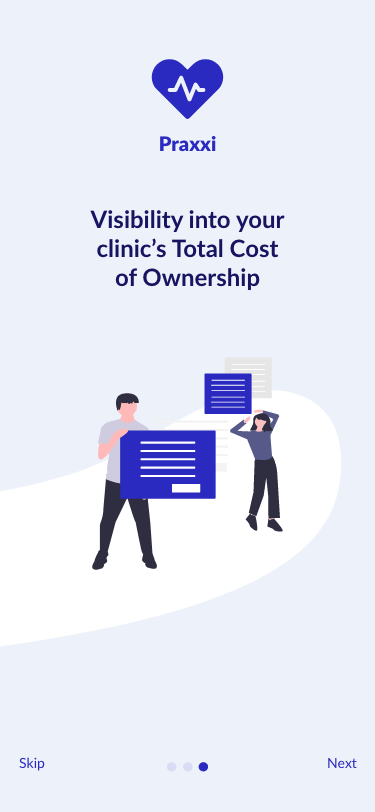 Praxxi
Visibility into your
clinic’s Total Cost
of Ownership
Skip
Next